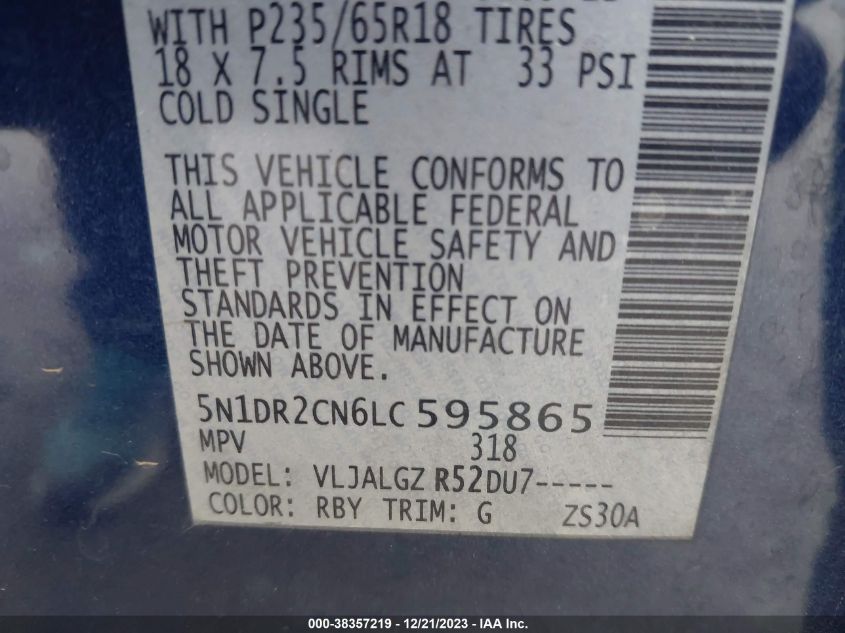 WITH P235/65R18 TIRES
18 X 7.5 RIMS AT 33 PSI
COLD SINGLE
THIS VEHICLE CONFORMS TO
ALL APPLICABLE FEDERAL
MOTOR VEHICLE SAFETY AND
THEFT PREVENTION
STANDARDS IN EFFECT ON
THE DATE OF MANUFACTURE
SHOWN ABOVE.
5N1DR2CN6LC595865
MPV 318
MODEL: VLJALGZ R52DU7-----
COLOR: RBY TRIM: G ZS30A
000-38357219 - 12/21/2023 - IAA Inc.